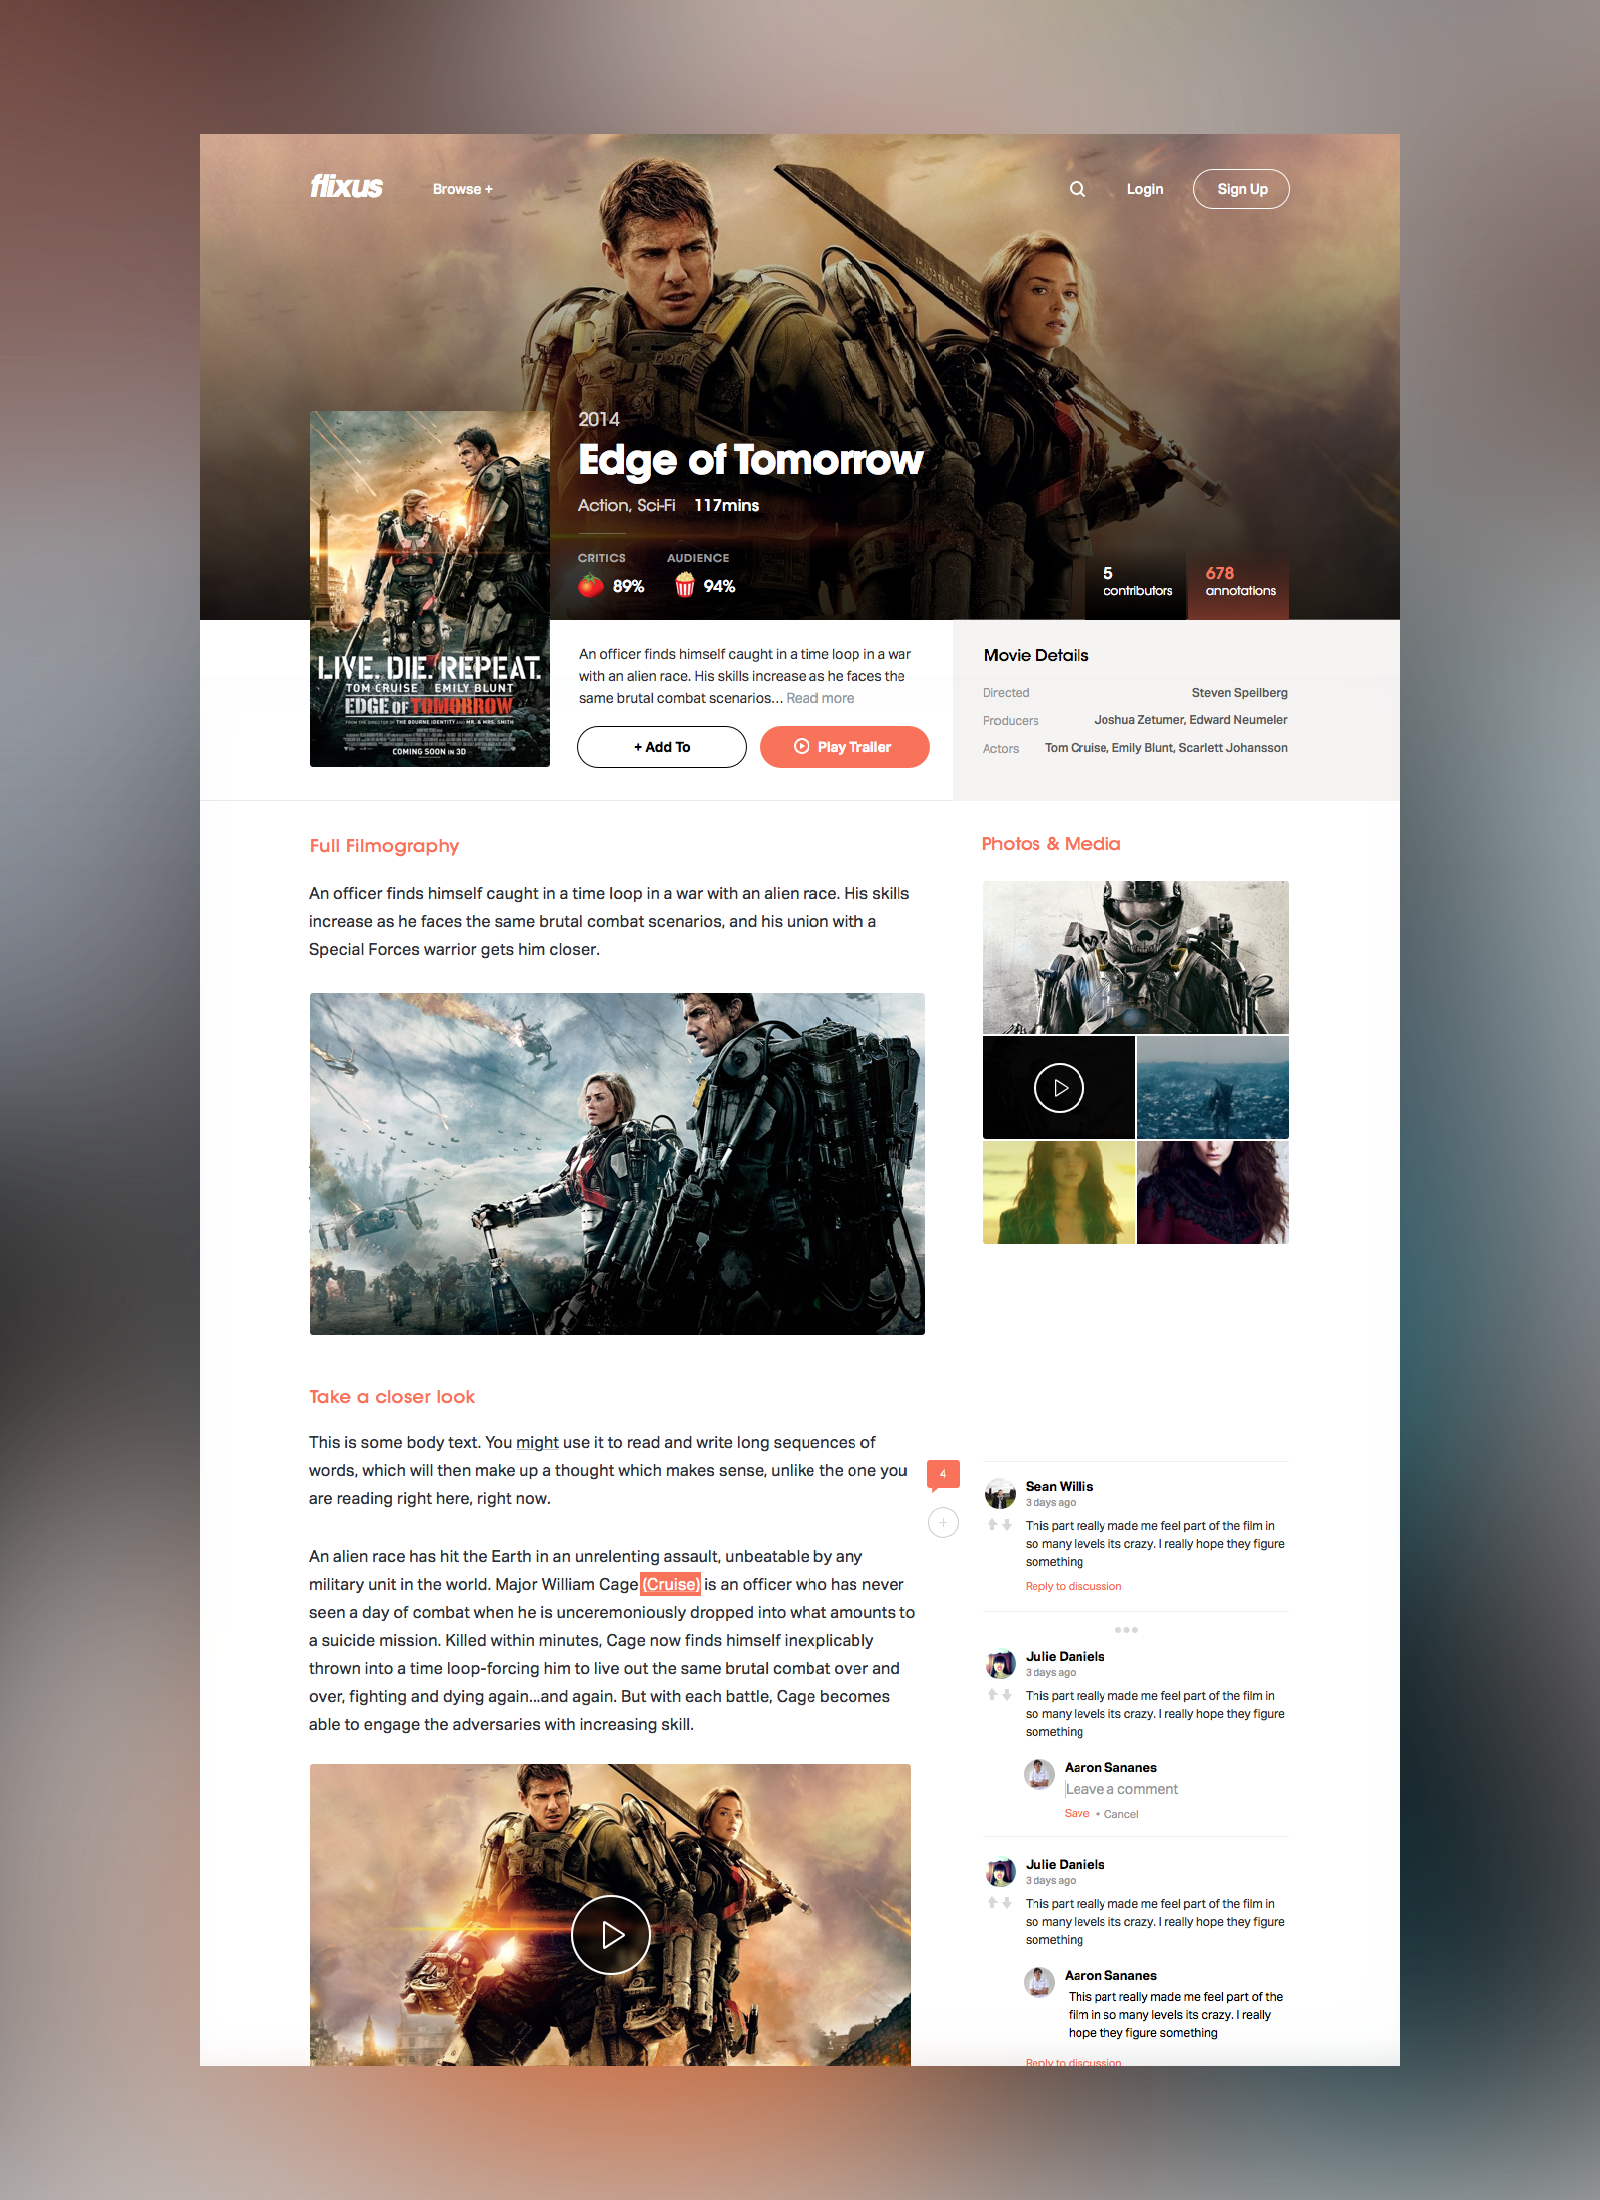 flixus
Browse +
Login
Sign Up
2014
Edge of Tomorrow
Action, Sci-Fi 117mins
CRITICS AUDIENCE
89% 94%
5
contributors
678
annotations
LIVE. DIE. REPEAT.
TOM CRUISE EMILY BLUNT
EDGE OF TOMORROW
FROM THE DIRECTOR OF THE BOURNE IDENTITY AND MR. & MRS. SMITH
COMING SOON IN 3D
An officer finds himself caught in a time loop in a war
with an alien race. His skills increase as he faces the
same brutal combat scenarios... Read more
+ Add To
Play Trailer
Movie Details
Directed Steven Speilberg
Producers Joshua Zetumer, Edward Neumeier
Actors Tom Cruise, Emily Blunt, Scarlett Johansson
Full Filmography
An officer finds himself caught in a time loop in a war with an alien race. His skills
increase as he faces the same brutal combat scenarios, and his union with a
Special Forces warrior gets him closer.
Photos & Media
Take a closer look
This is some body text. You might use it to read and write long sequences of
words, which will then make up a thought which makes sense, unlike the one you
are reading right here, right now.
4
+
An alien race has hit the Earth in an unrelenting assault, unbeatable by any
military unit in the world. Major William Cage (Cruise) is an officer who has never
seen a day of combat when he is unceremoniously dropped into what amounts to
a suicide mission. Killed within minutes, Cage now finds himself inexplicably
thrown into a time loop-forcing him to live out the same brutal combat over and
over, fighting and dying again...and again. But with each battle, Cage becomes
able to engage the adversaries with increasing skill.
Sean Willis
3 days ago
This part really made me feel part of the film in
so many levels its crazy. I really hope they figure
something
Reply to discussion
Julie Daniels
3 days ago
This part really made me feel part of the film in
so many levels its crazy. I really hope they figure
something
Aaron Sananes
Leave a comment
Save • Cancel
Julie Daniels
3 days ago
This part really made me feel part of the film in
so many levels its crazy. I really hope they figure
something
Aaron Sananes
This part really made me feel part of the
film in so many levels its crazy. I really
hope they figure something
Reply to discussion